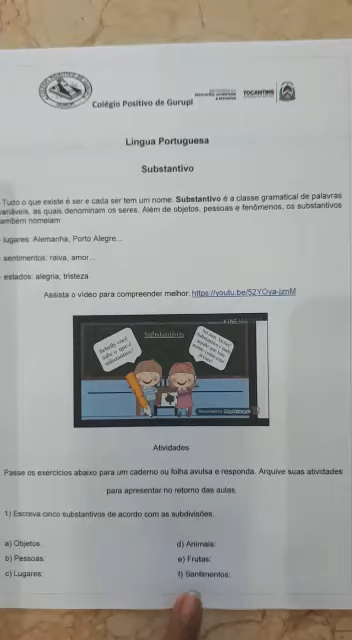 Colégio Positivo de Gurupi
TOCANTINS
Língua Portuguesa
Substantivo
Tudo o que existe é ser e cada ser tem um nome. Substantivo é a classe gramatical de palavras
variáveis, as quais denominam os seres. Além de objetos, pessoas e fenômenos, os substantivos
também nomeiam:
lugares: Alemanha, Porto Alegre...
sentimentos: raiva, amor...
estados: alegria, tristeza.
Assista o vídeo para compreender melhor: https://youtu.be/52YOya-jznM
Substantivos
Atividades
Passe os exercícios abaixo para um caderno ou folha avulsa e responda. Arquive suas atividades
para apresentar no retorno das aulas.
1) Escreva cinco substantivos de acordo com as subdivisões.
a) Objetos:
d) Animais:
b) Pessoas:
e) Frutas:
c) Lugares:
f) Sentimentos: